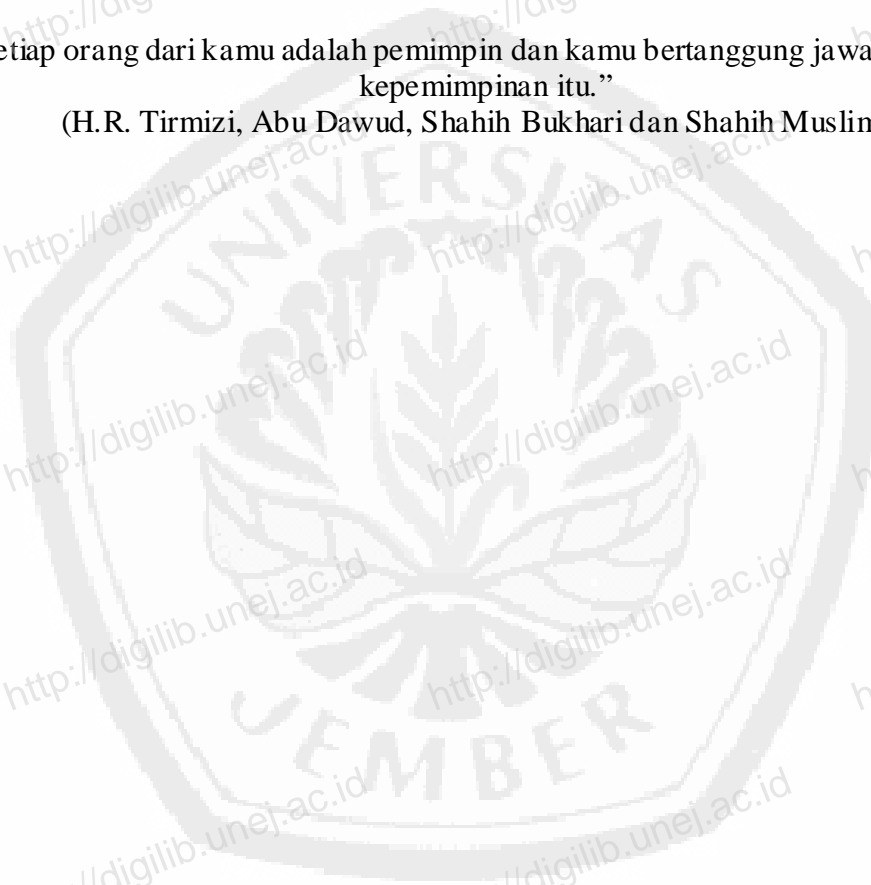 etiap orang dari kamu adalah pemimpin dan kamu bertanggung jawa
kepemimpinan itu.”
(H.R. Tirmizi, Abu Dawud, Shahih Bukhari dan Shahih Muslim
http://digilib.unej.ac.id
http://digilib.unej.ac.id
UNIVERSITAS
http://digilib.unej.ac.id
http://digilib.unej.ac.id
http://digilib.unej.ac.id
http://digilib.unej.ac.id
JEMBER
//digilib.unej.ac.id
//digilib.unej.ac.id